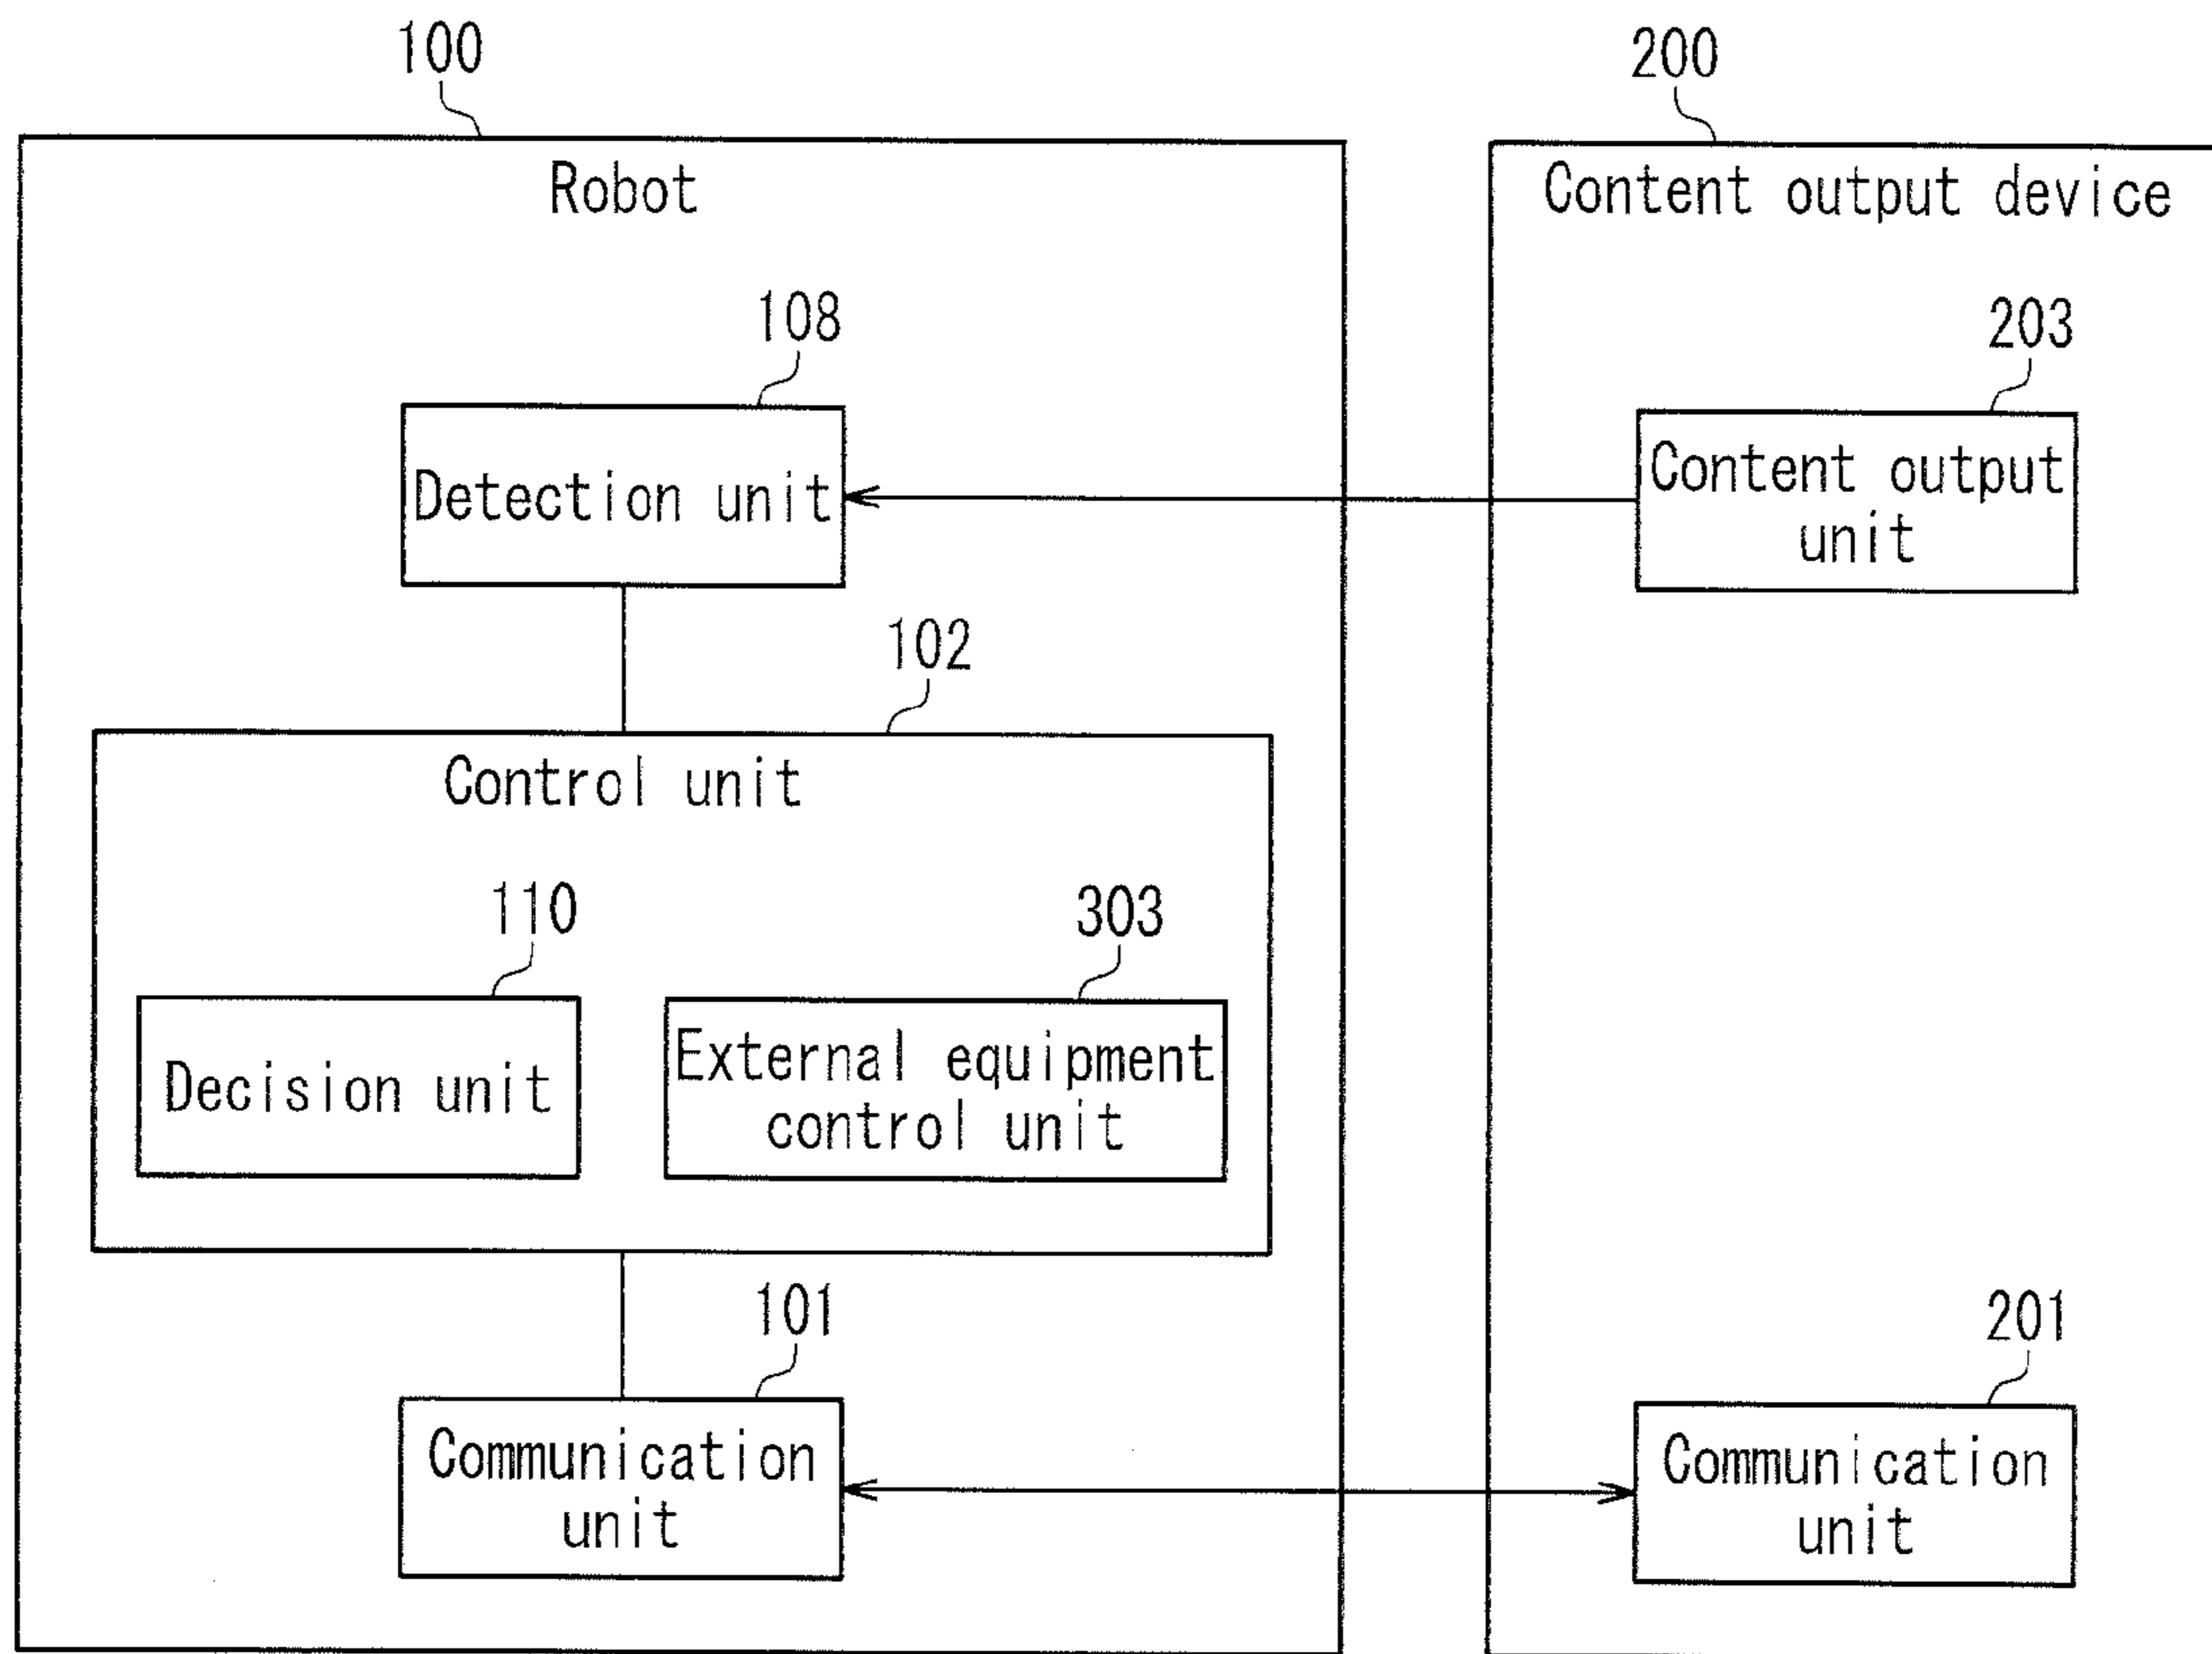 100
200
Robot
Content output device
108
203
Detection unit
Content output
unit
102
Control unit
110
303
Decision unit
External equipment
control unit
101
201
Communication
unit
Communication
unit